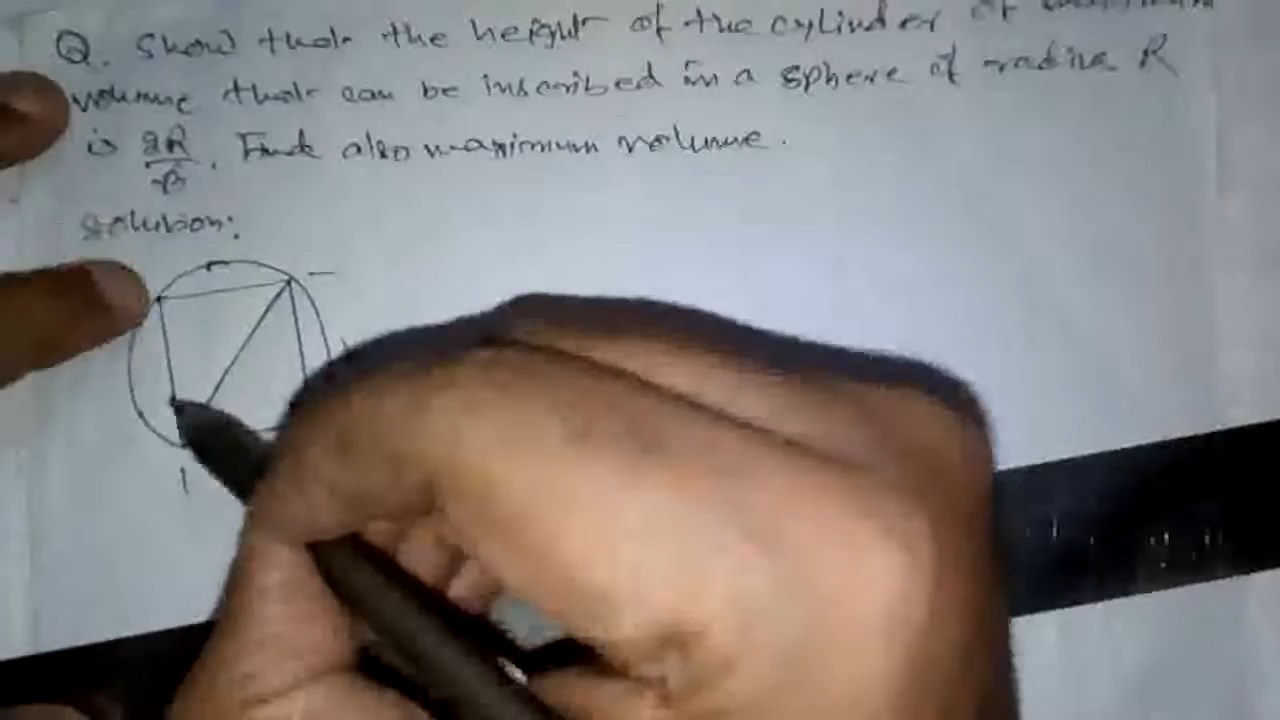 Q. Show that the height of the cylinder of maximum
volume that can be inscribed in a sphere of radius R
is 2R/√3. Find also maximum volume.
Solution: